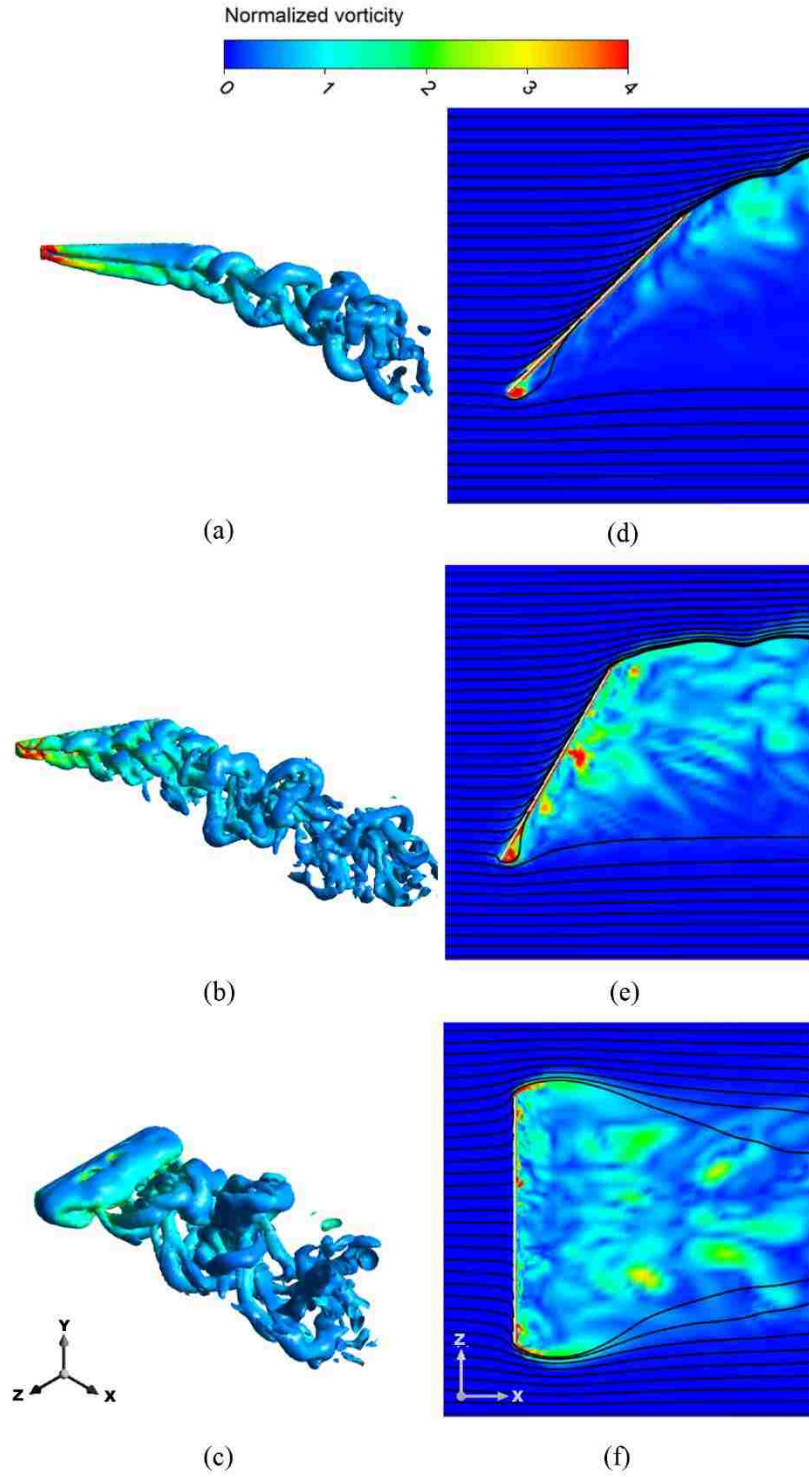 Normalized vorticity
0 1 2 3 4
(a) (d)
(b) (e)
Y
Z X
Z
X
(c) (f)